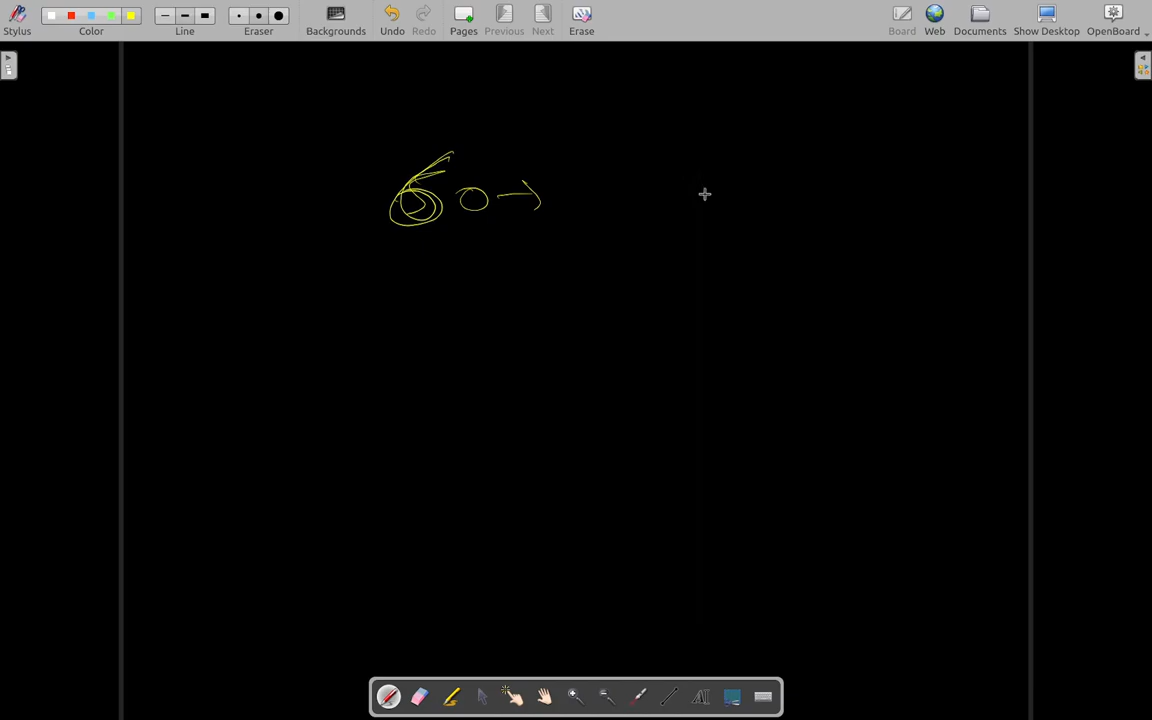 Stylus Color Line Eraser Backgrounds Undo Redo Pages Previous Next Erase Board Web Documents Show Desktop OpenBoard
60 →